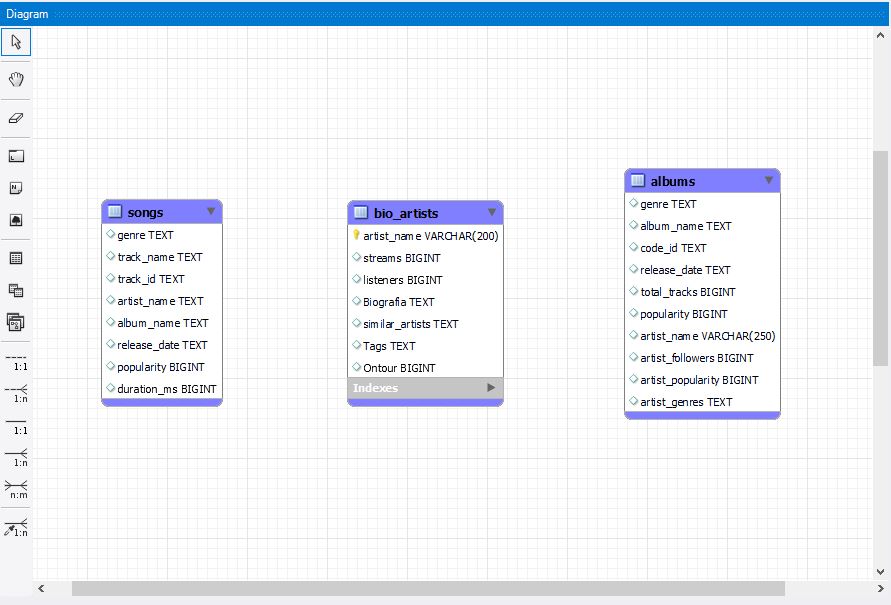 Diagram
songs
genre TEXT
track_name TEXT
track_id TEXT
artist_name TEXT
album_name TEXT
release_date TEXT
popularity BIGINT
duration_ms BIGINT
bio_artists
artist_name VARCHAR(200)
streams BIGINT
listeners BIGINT
Biografia TEXT
similar_artists TEXT
Tags TEXT
Ontour BIGINT
Indexes
albums
genre TEXT
album_name TEXT
code_id TEXT
release_date TEXT
total_tracks BIGINT
popularity BIGINT
artist_name VARCHAR(250)
artist_followers BIGINT
artist_popularity BIGINT
artist_genres TEXT
1:1
1:n
1:1
1:n
n:m
1:n